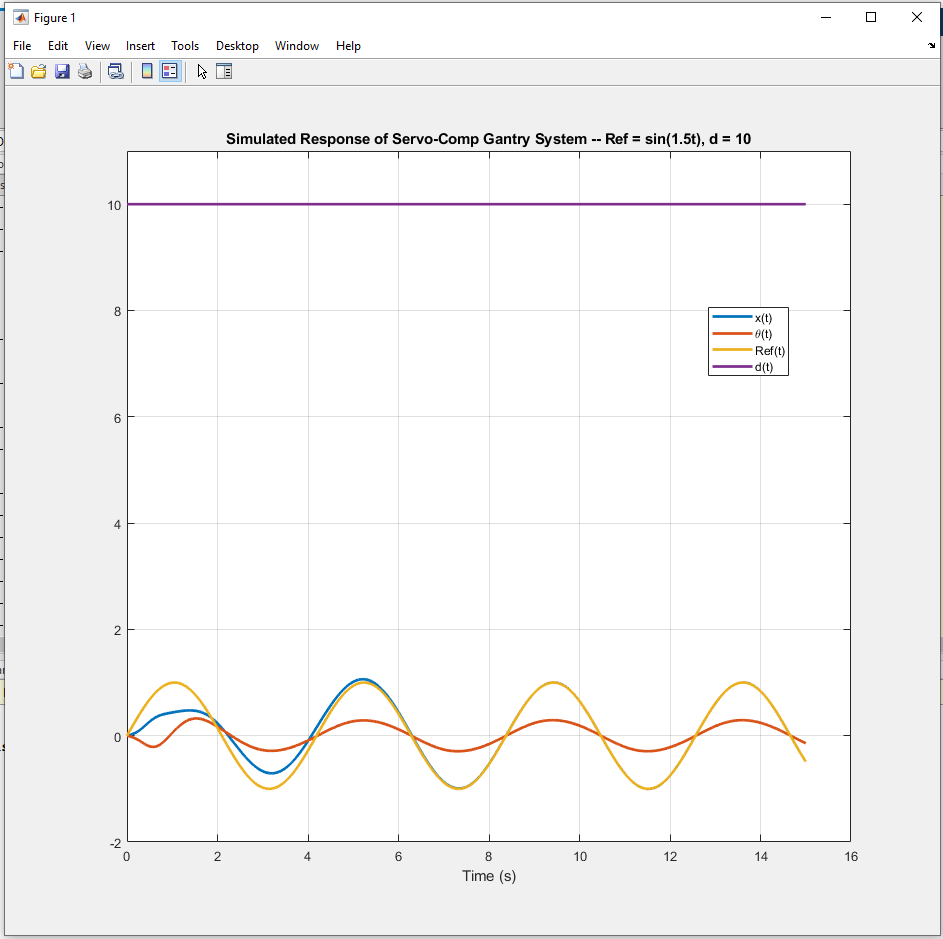 Figure 1
File Edit View Insert Tools Desktop Window Help
Simulated Response of Servo-Comp Gantry System -- Ref = sin(1.5t), d = 10
10
8
6
4
2
0
-2
x(t)
θ(t)
Ref(t)
d(t)
0 2 4 6 8 10 12 14 16
Time (s)